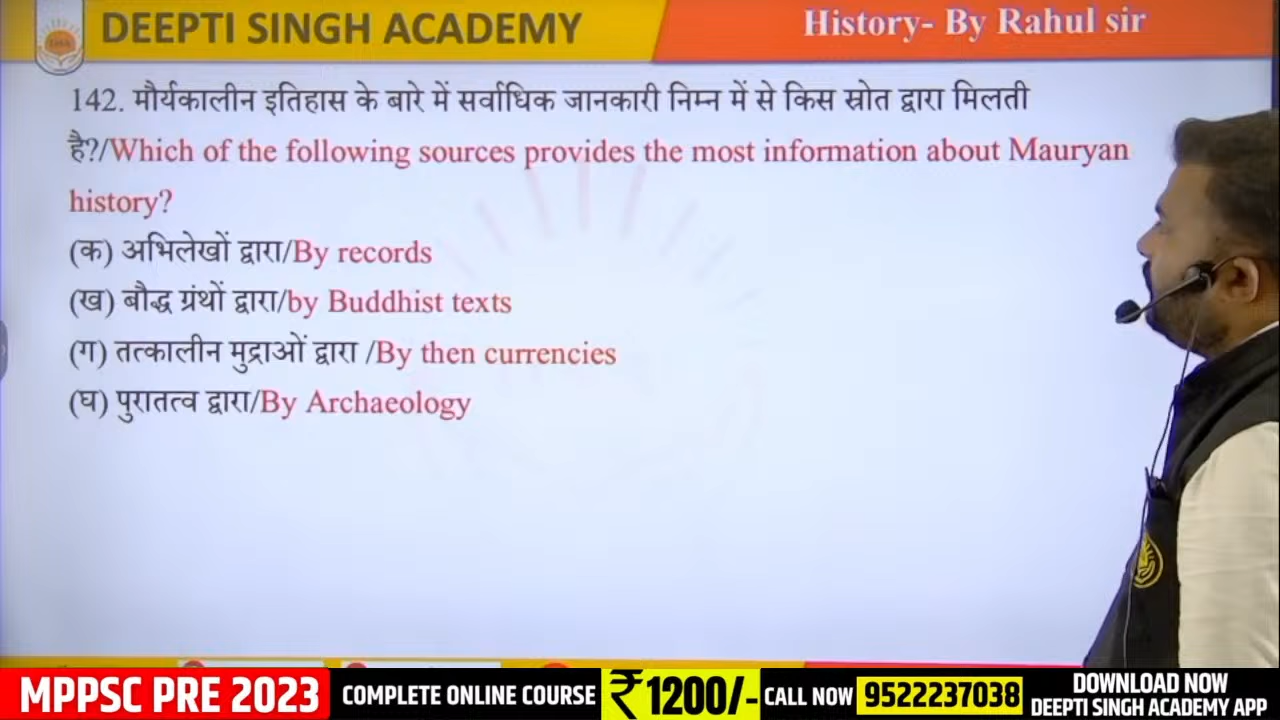 DEEPTI SINGH ACADEMY
History- By Rahul sir
142. मौर्यकालीन इतिहास के बारे में सर्वाधिक जानकारी निम्न में से किस स्रोत द्वारा मिलती
है?/Which of the following sources provides the most information about Mauryan
history?
(क) अभिलेखों द्वारा/By records
(ख) बौद्ध ग्रंथों द्वारा/by Buddhist texts
(ग) तत्कालीन मुद्राओं द्वारा /By then currencies
(घ) पुरातत्व द्वारा/By Archaeology
MPPSC PRE 2023 COMPLETE ONLINE COURSE ₹1200/- CALL NOW 9522237038 DOWNLOAD NOW
DEEPTI SINGH ACADEMY APP